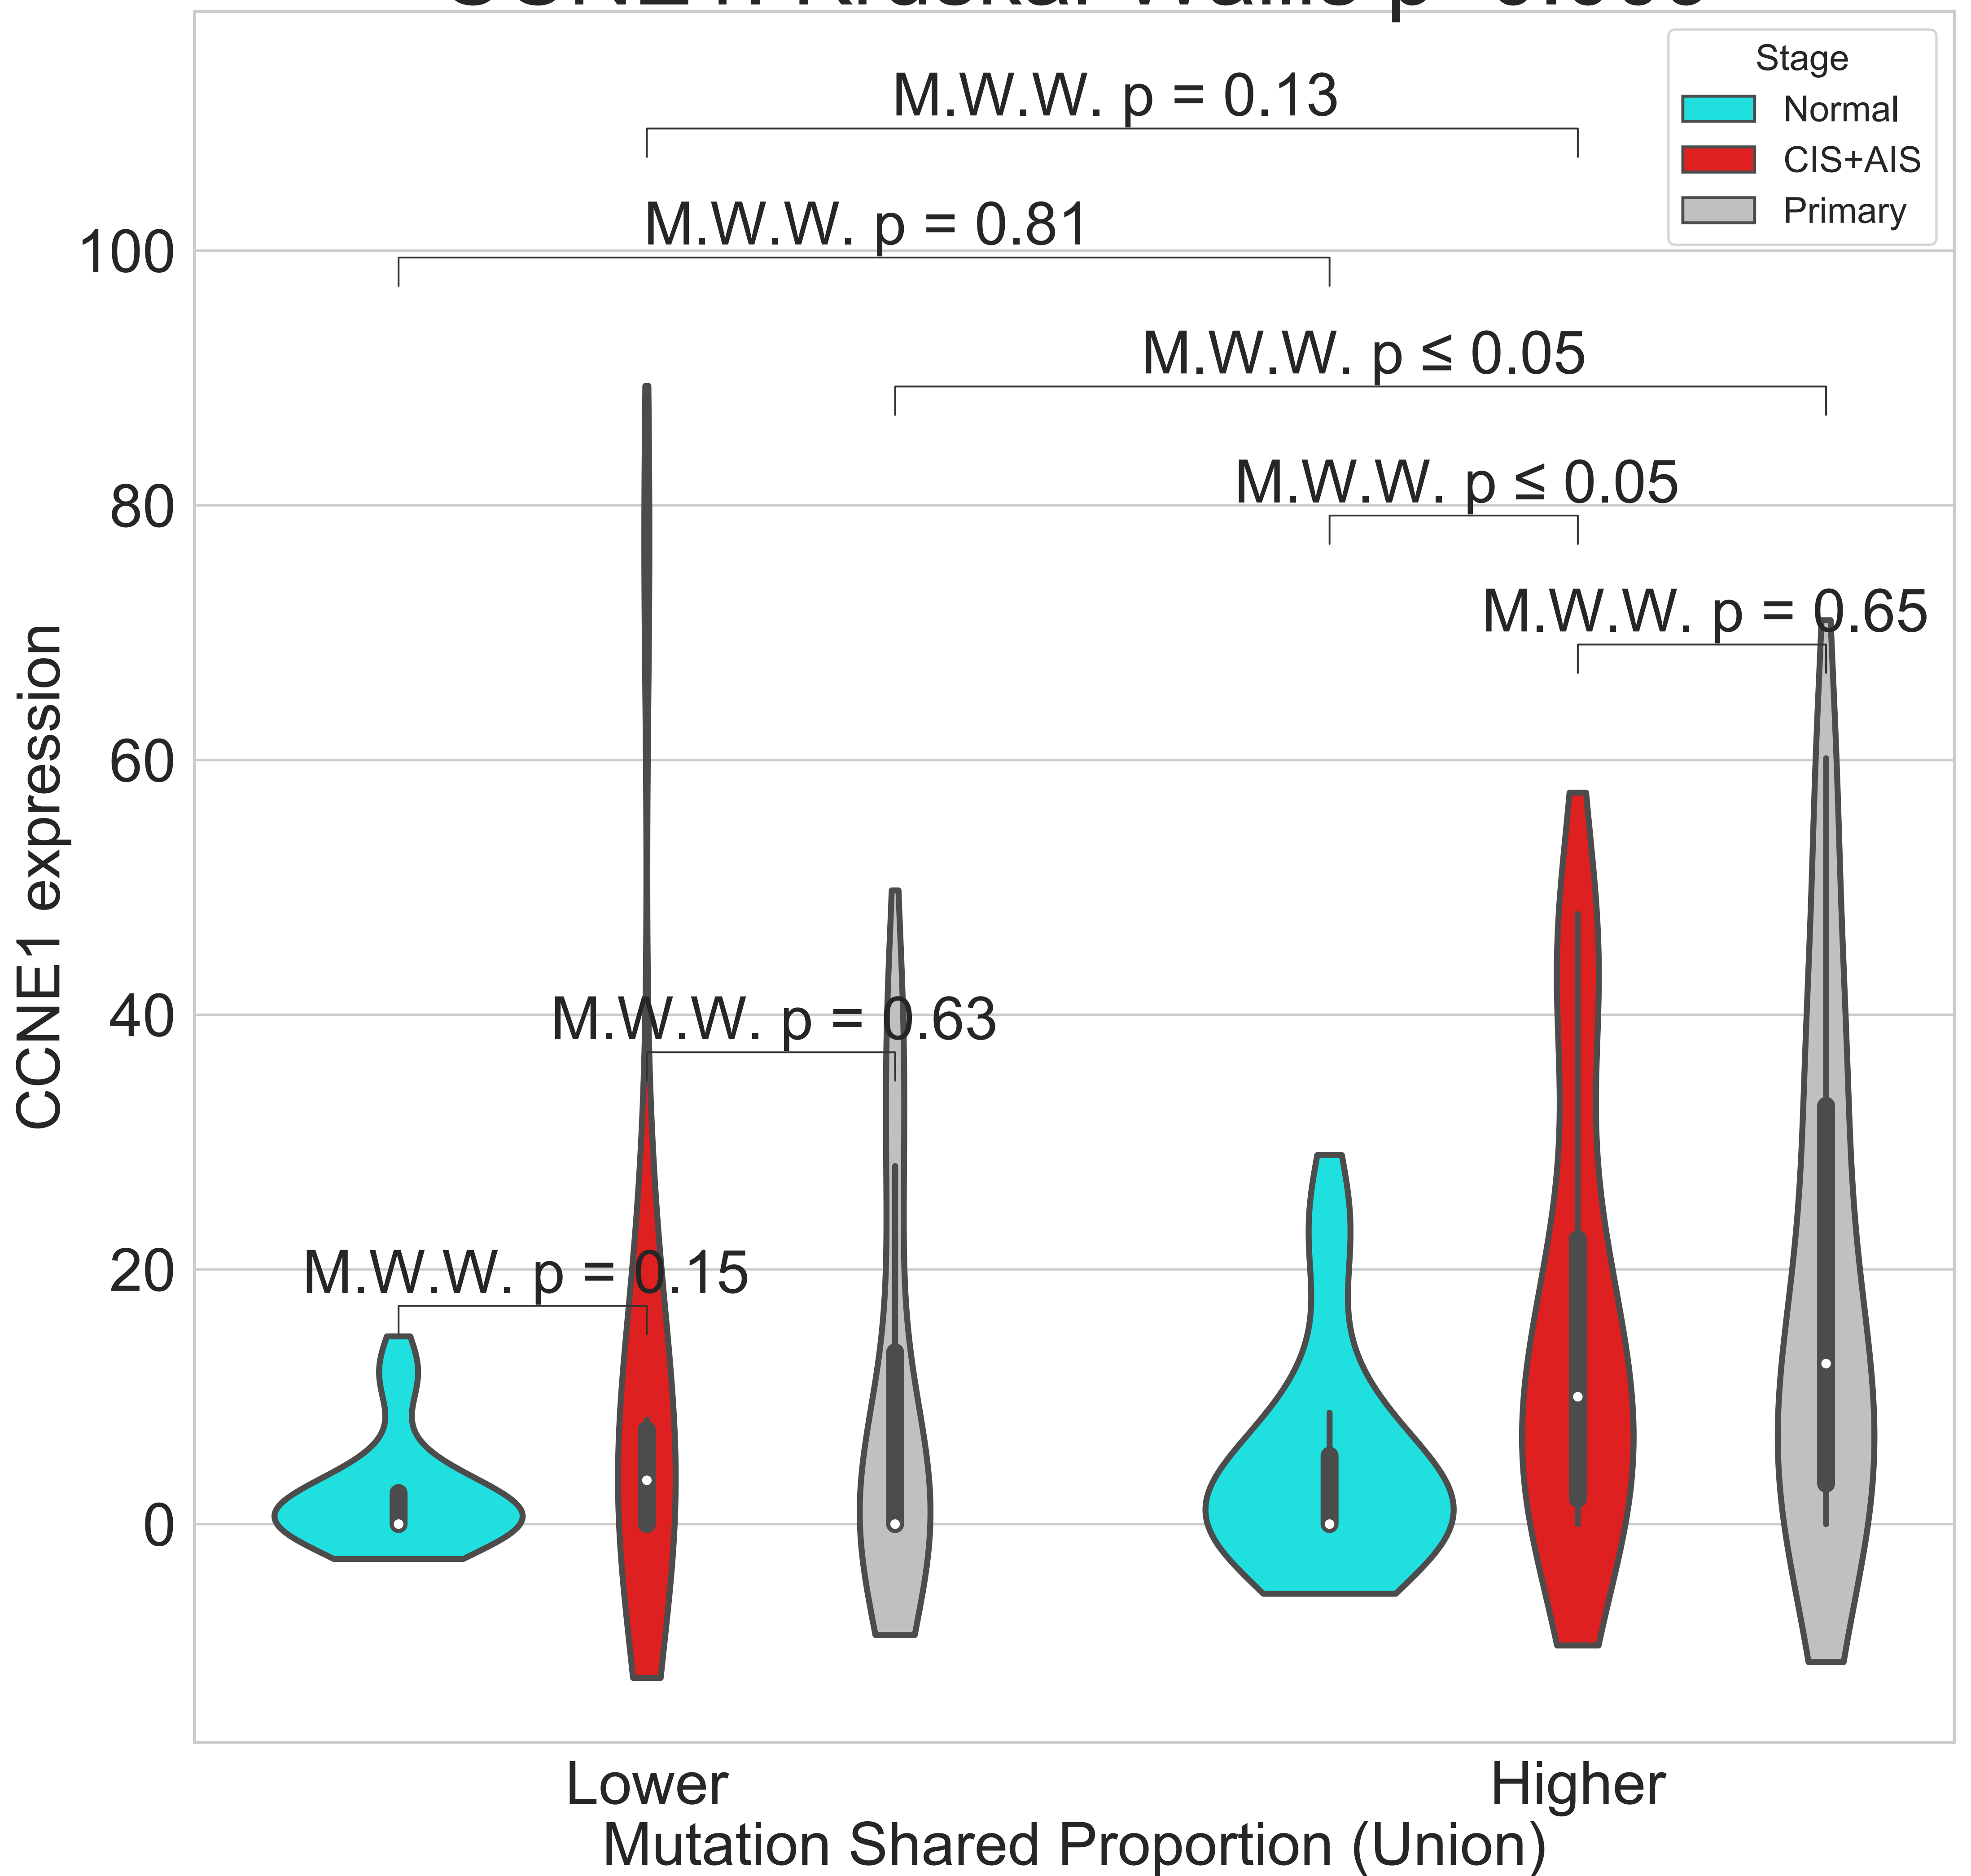 Stage
Normal
CIS+AIS
Primary
M.W.W. p = 0.13
M.W.W. p = 0.81
M.W.W. p ≤ 0.05
M.W.W. p ≤ 0.05
M.W.W. p = 0.65
M.W.W. p = 0.63
M.W.W. p = 0.15
100
80
60
40
20
0
CCNE1 expression
Lower
Higher
Mutation Shared Proportion (Union)